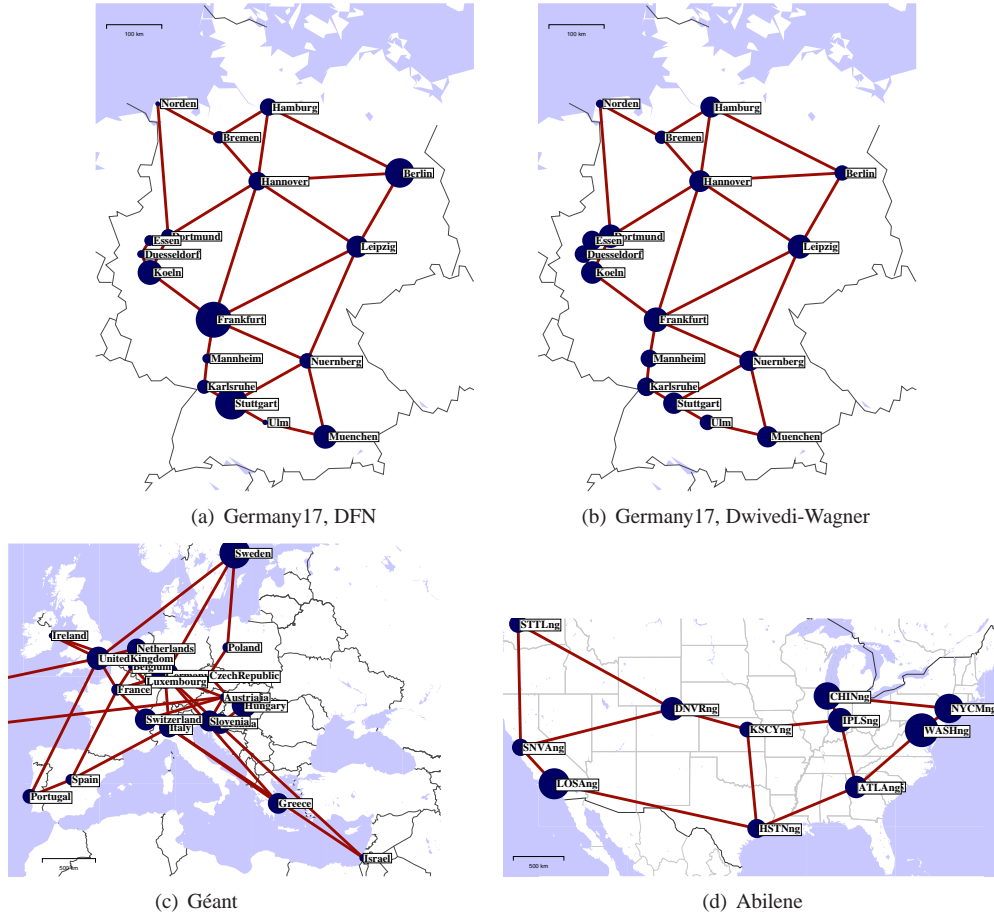 100 km
Norden
Hamburg
Bremen
Hannover
Berlin
Essen
Dortmund
Duesseldorf
Leipzig
Koeln
Frankfurt
Mannheim
Nuernberg
Karlsruhe
Stuttgart
Ulm
Muenchen
(a) Germany17, DFN
100 km
Norden
Hamburg
Bremen
Hannover
Berlin
Essen
Dortmund
Duesseldorf
Leipzig
Koeln
Frankfurt
Mannheim
Nuernberg
Karlsruhe
Stuttgart
Ulm
Muenchen
(b) Germany17, Dwivedi-Wagner
Sweden
Ireland
Netherlands
Poland
UnitedKingdom
Belgium
CzechRepublic
Luxembourg
France
Austria
Hungary
Switzerland
Slovenia
Italy
Spain
Portugal
Greece
Israel
500 km
(c) Géant
STTLng
CHINng
DNVRng
NYCMng
IPLSng
KSCYng
WASHng
SNVAng
LOSAng
ATLAng
HSTNng
500 km
(d) Abilene